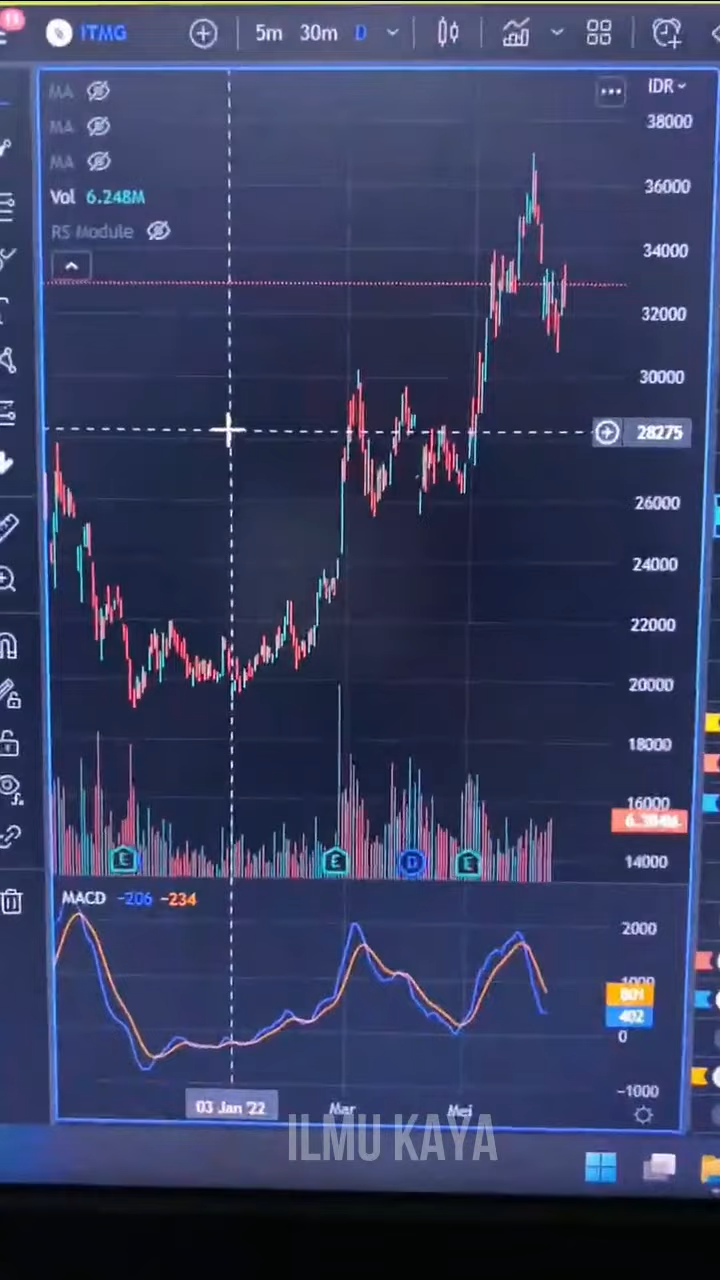 ITMG 5m 30m D
MA IDR
38000
MA
MA
36000
Vol 6.248M
RS Module
34000
32000
30000
28275
26000
24000
22000
20000
18000
16000
E E D E
14000
MACD -206 -234
2000
801
402
0
-1000
03 Jan '22 Mar Mei
ILMU KAYA